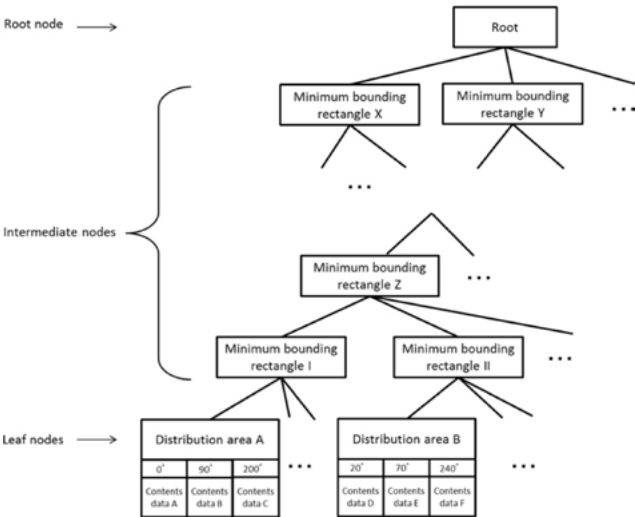 Root node
Root
Minimum bounding
rectangle X
Minimum bounding
rectangle Y
...
...
Intermediate nodes
Minimum bounding
rectangle Z
...
Minimum bounding
rectangle I
Minimum bounding
rectangle II
...
Leaf nodes
Distribution area A
0° 90° 200°
Contents data A
Contents data B
Contents data C
...
Distribution area B
20° 70° 240°
Contents data D
Contents data E
Contents data F
...